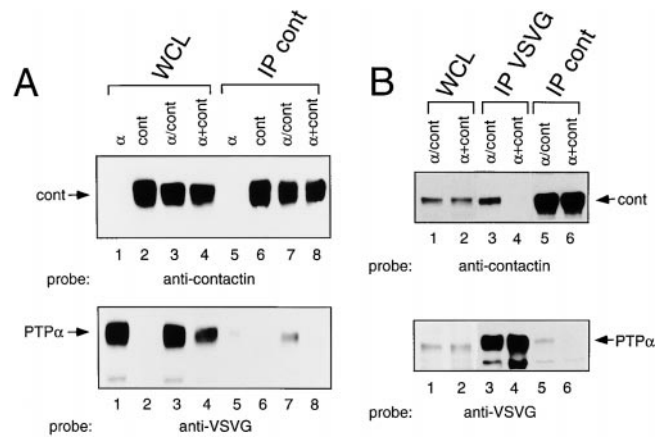 A
WCL
IP cont
α cont α/cont α+cont α cont α/cont α+cont
cont
1 2 3 4 5 6 7 8
probe: anti-contactin
PTPα
1 2 3 4 5 6 7 8
probe: anti-VSVG
B
WCL
IP VSVG
IP cont
α/cont α+cont α/cont α+cont α/cont α+cont
cont
1 2 3 4 5 6
probe: anti-contactin
PTPα
1 2 3 4 5 6
probe: anti-VSVG